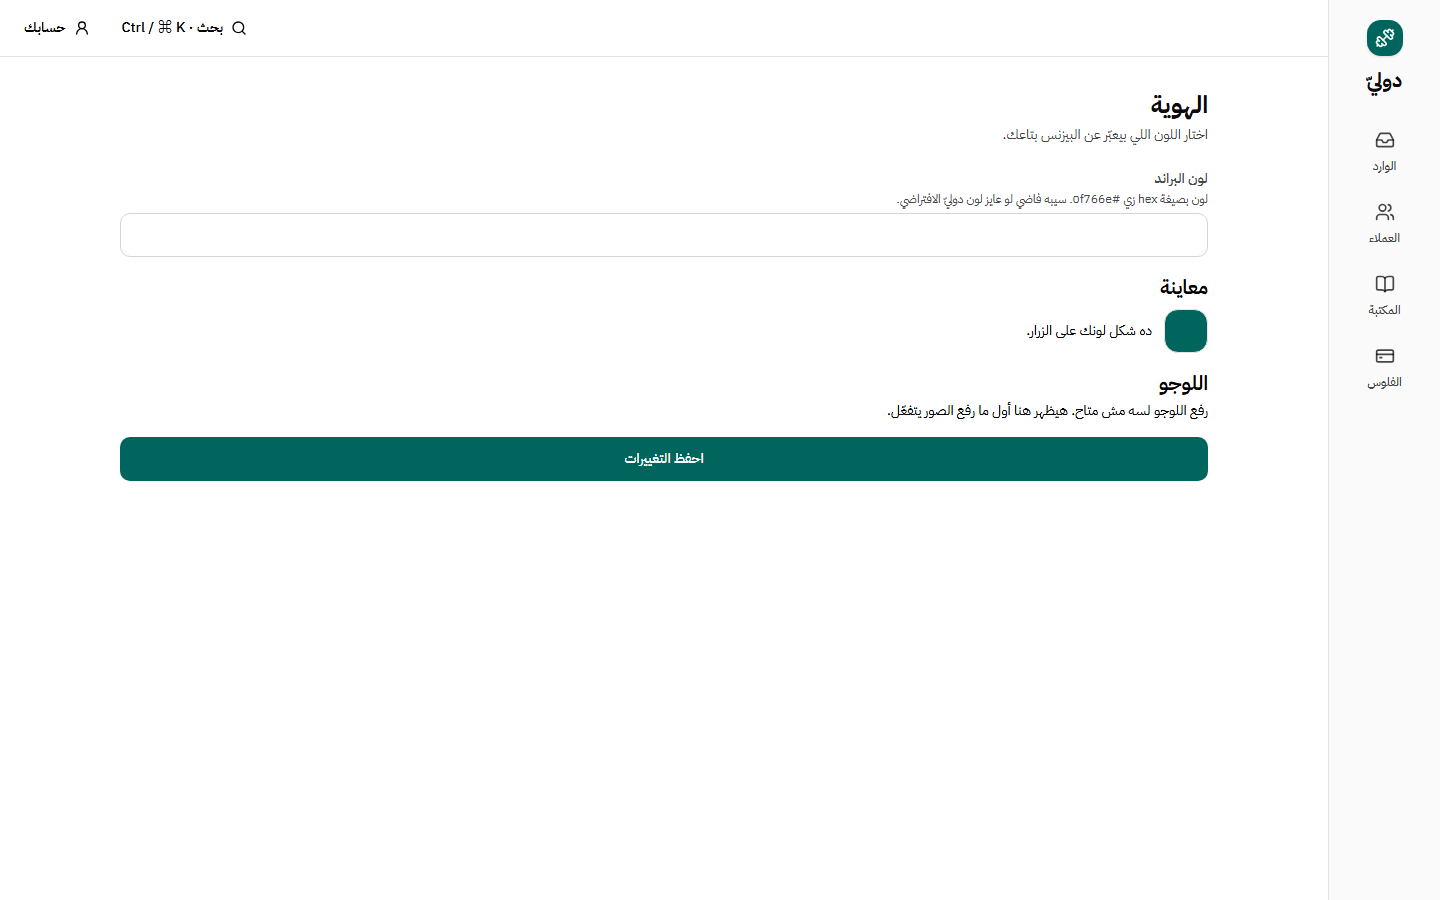 دوليّ
الوارد
العملاء
المكتبة
الفلوس
بحث · Ctrl / ⌘ K
حسابك
الهوية
اختار اللون اللي بيعبّر عن البيزنس بتاعك.
لون البراند
لون بصيغة hex زي #0f766e. سيبه فاضي لو عايز لون دوليّ الافتراضي.
معاينة
ده شكل لونك على الزرار.
اللوجو
رفع اللوجو لسه مش متاح. هيظهر هنا أول ما رفع الصور يتفعّل.
احفظ التغييرات